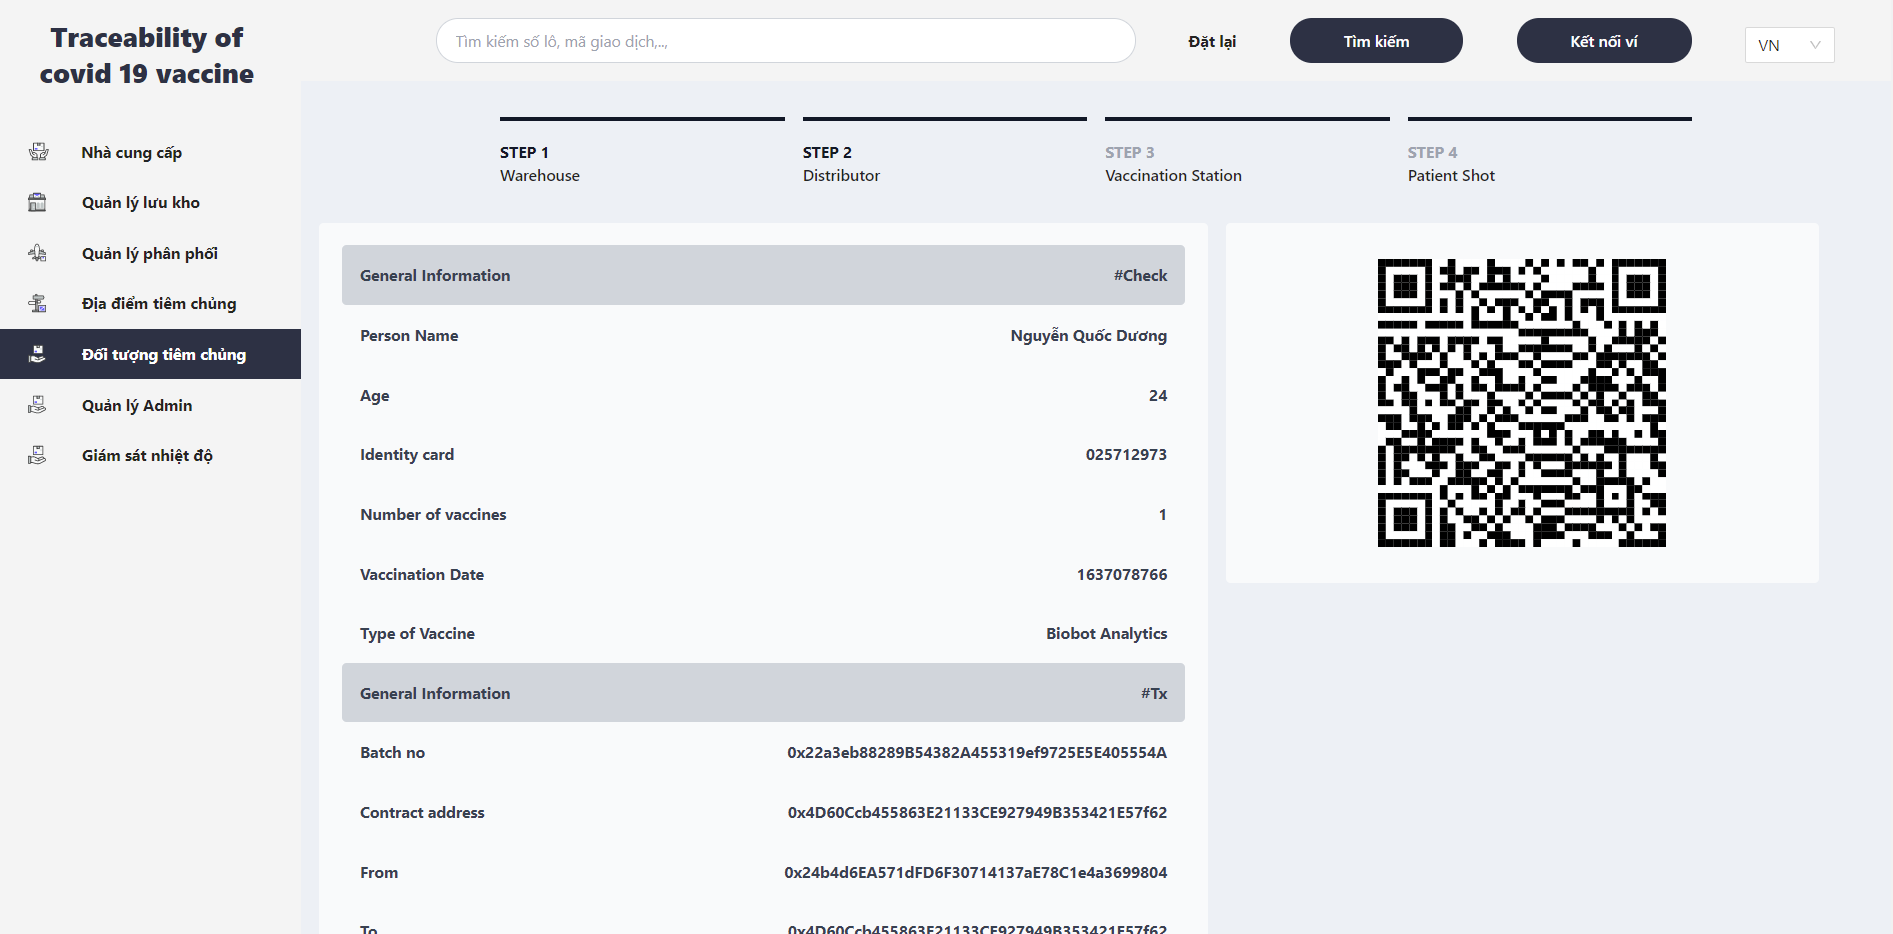 Traceability of
covid 19 vaccine
Tìm kiếm số lô, mã giao dịch,..,
Đặt lại
Tìm kiếm
Kết nối ví
VN
Nhà cung cấp
Quản lý lưu kho
Quản lý phân phối
Địa điểm tiêm chủng
Đối tượng tiêm chủng
Quản lý Admin
Giám sát nhiệt độ
STEP 1
Warehouse
STEP 2
Distributor
STEP 3
Vaccination Station
STEP 4
Patient Shot
General Information #Check
Person Name Nguyễn Quốc Dương
Age 24
Identity card 025712973
Number of vaccines 1
Vaccination Date 1637078766
Type of Vaccine Biobot Analytics
General Information #Tx
Batch no 0x22a3eb88289B54382A455319ef9725E5E405554A
Contract address 0x4D60Ccb455863E21133CE927949B353421E57f62
From 0x24b4d6EA571dFD6F30714137aE78C1e4a3699804
To 0x4D60Ccb455863E21133CE927949B353421E57f62